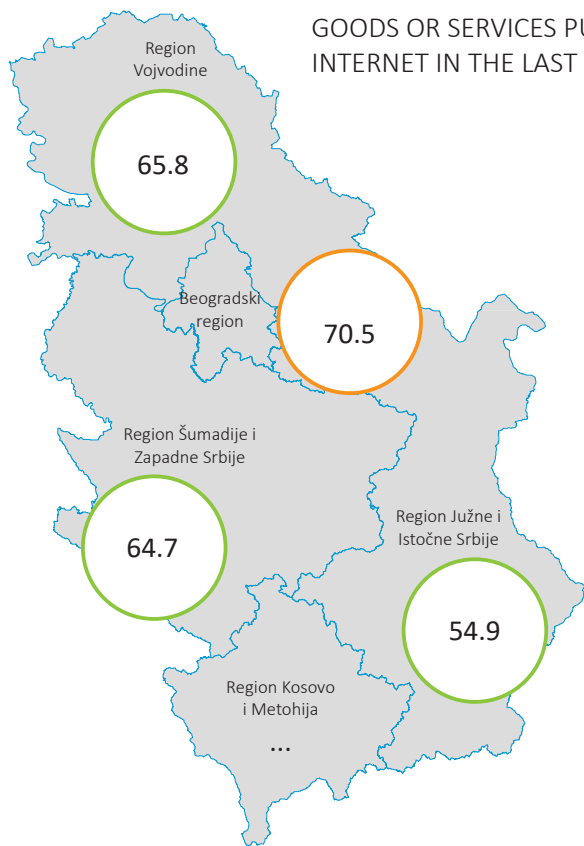 GOODS OR SERVICES
INTERNET IN THE LAST
Region
Vojvodine
65.8
Beogradski
region
70.5
Region Šumadije i
Zapadne Srbije
64.7
Region Južne i
Istočne Srbije
54.9
Region Kosovo
i Metohija
...